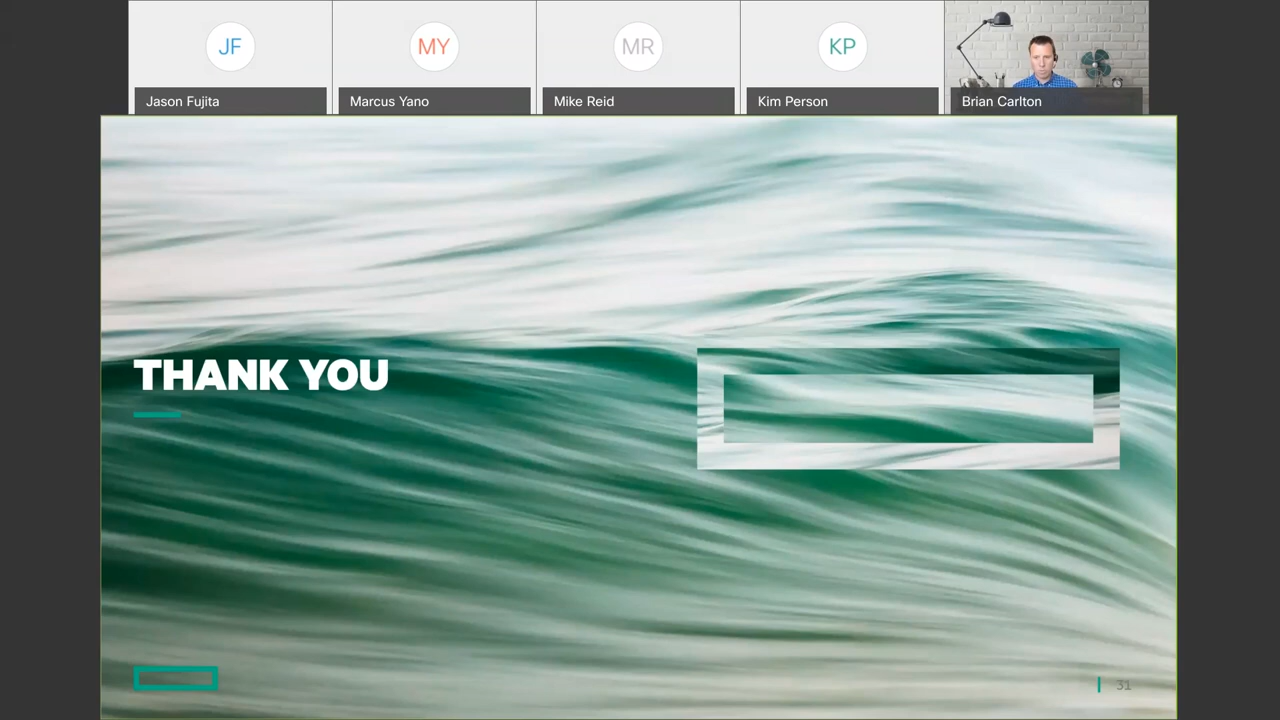 JF
MY
MR
KP
Jason Fujita
Marcus Yano
Mike Reid
Kim Person
Brian Carlton
THANK YOU
31